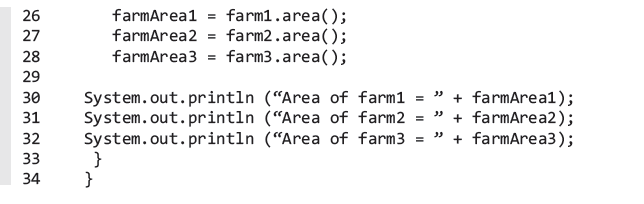 26 farmArea1 = farm1.area();
27 farmArea2 = farm2.area();
28 farmArea3 = farm3.area();
29
30 System.out.println (“Area of farm1 = ” + farmArea1);
31 System.out.println (“Area of farm2 = ” + farmArea2);
32 System.out.println (“Area of farm3 = ” + farmArea3);
33 }
34 }